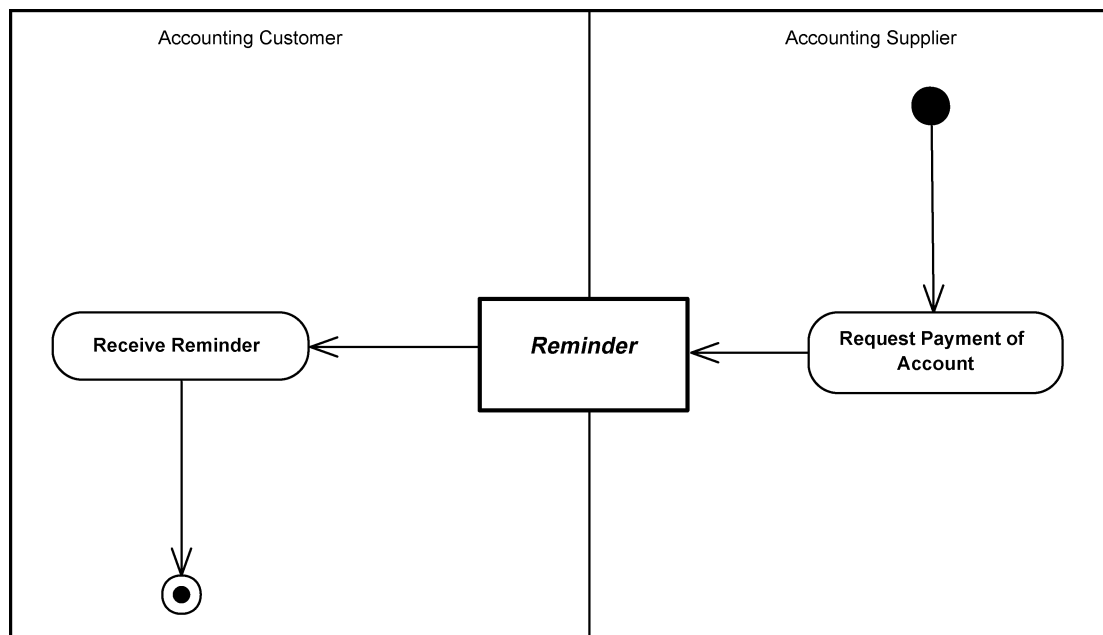 Accounting Customer
Accounting Supplier
Receive Reminder
Reminder
Request Payment of
Account